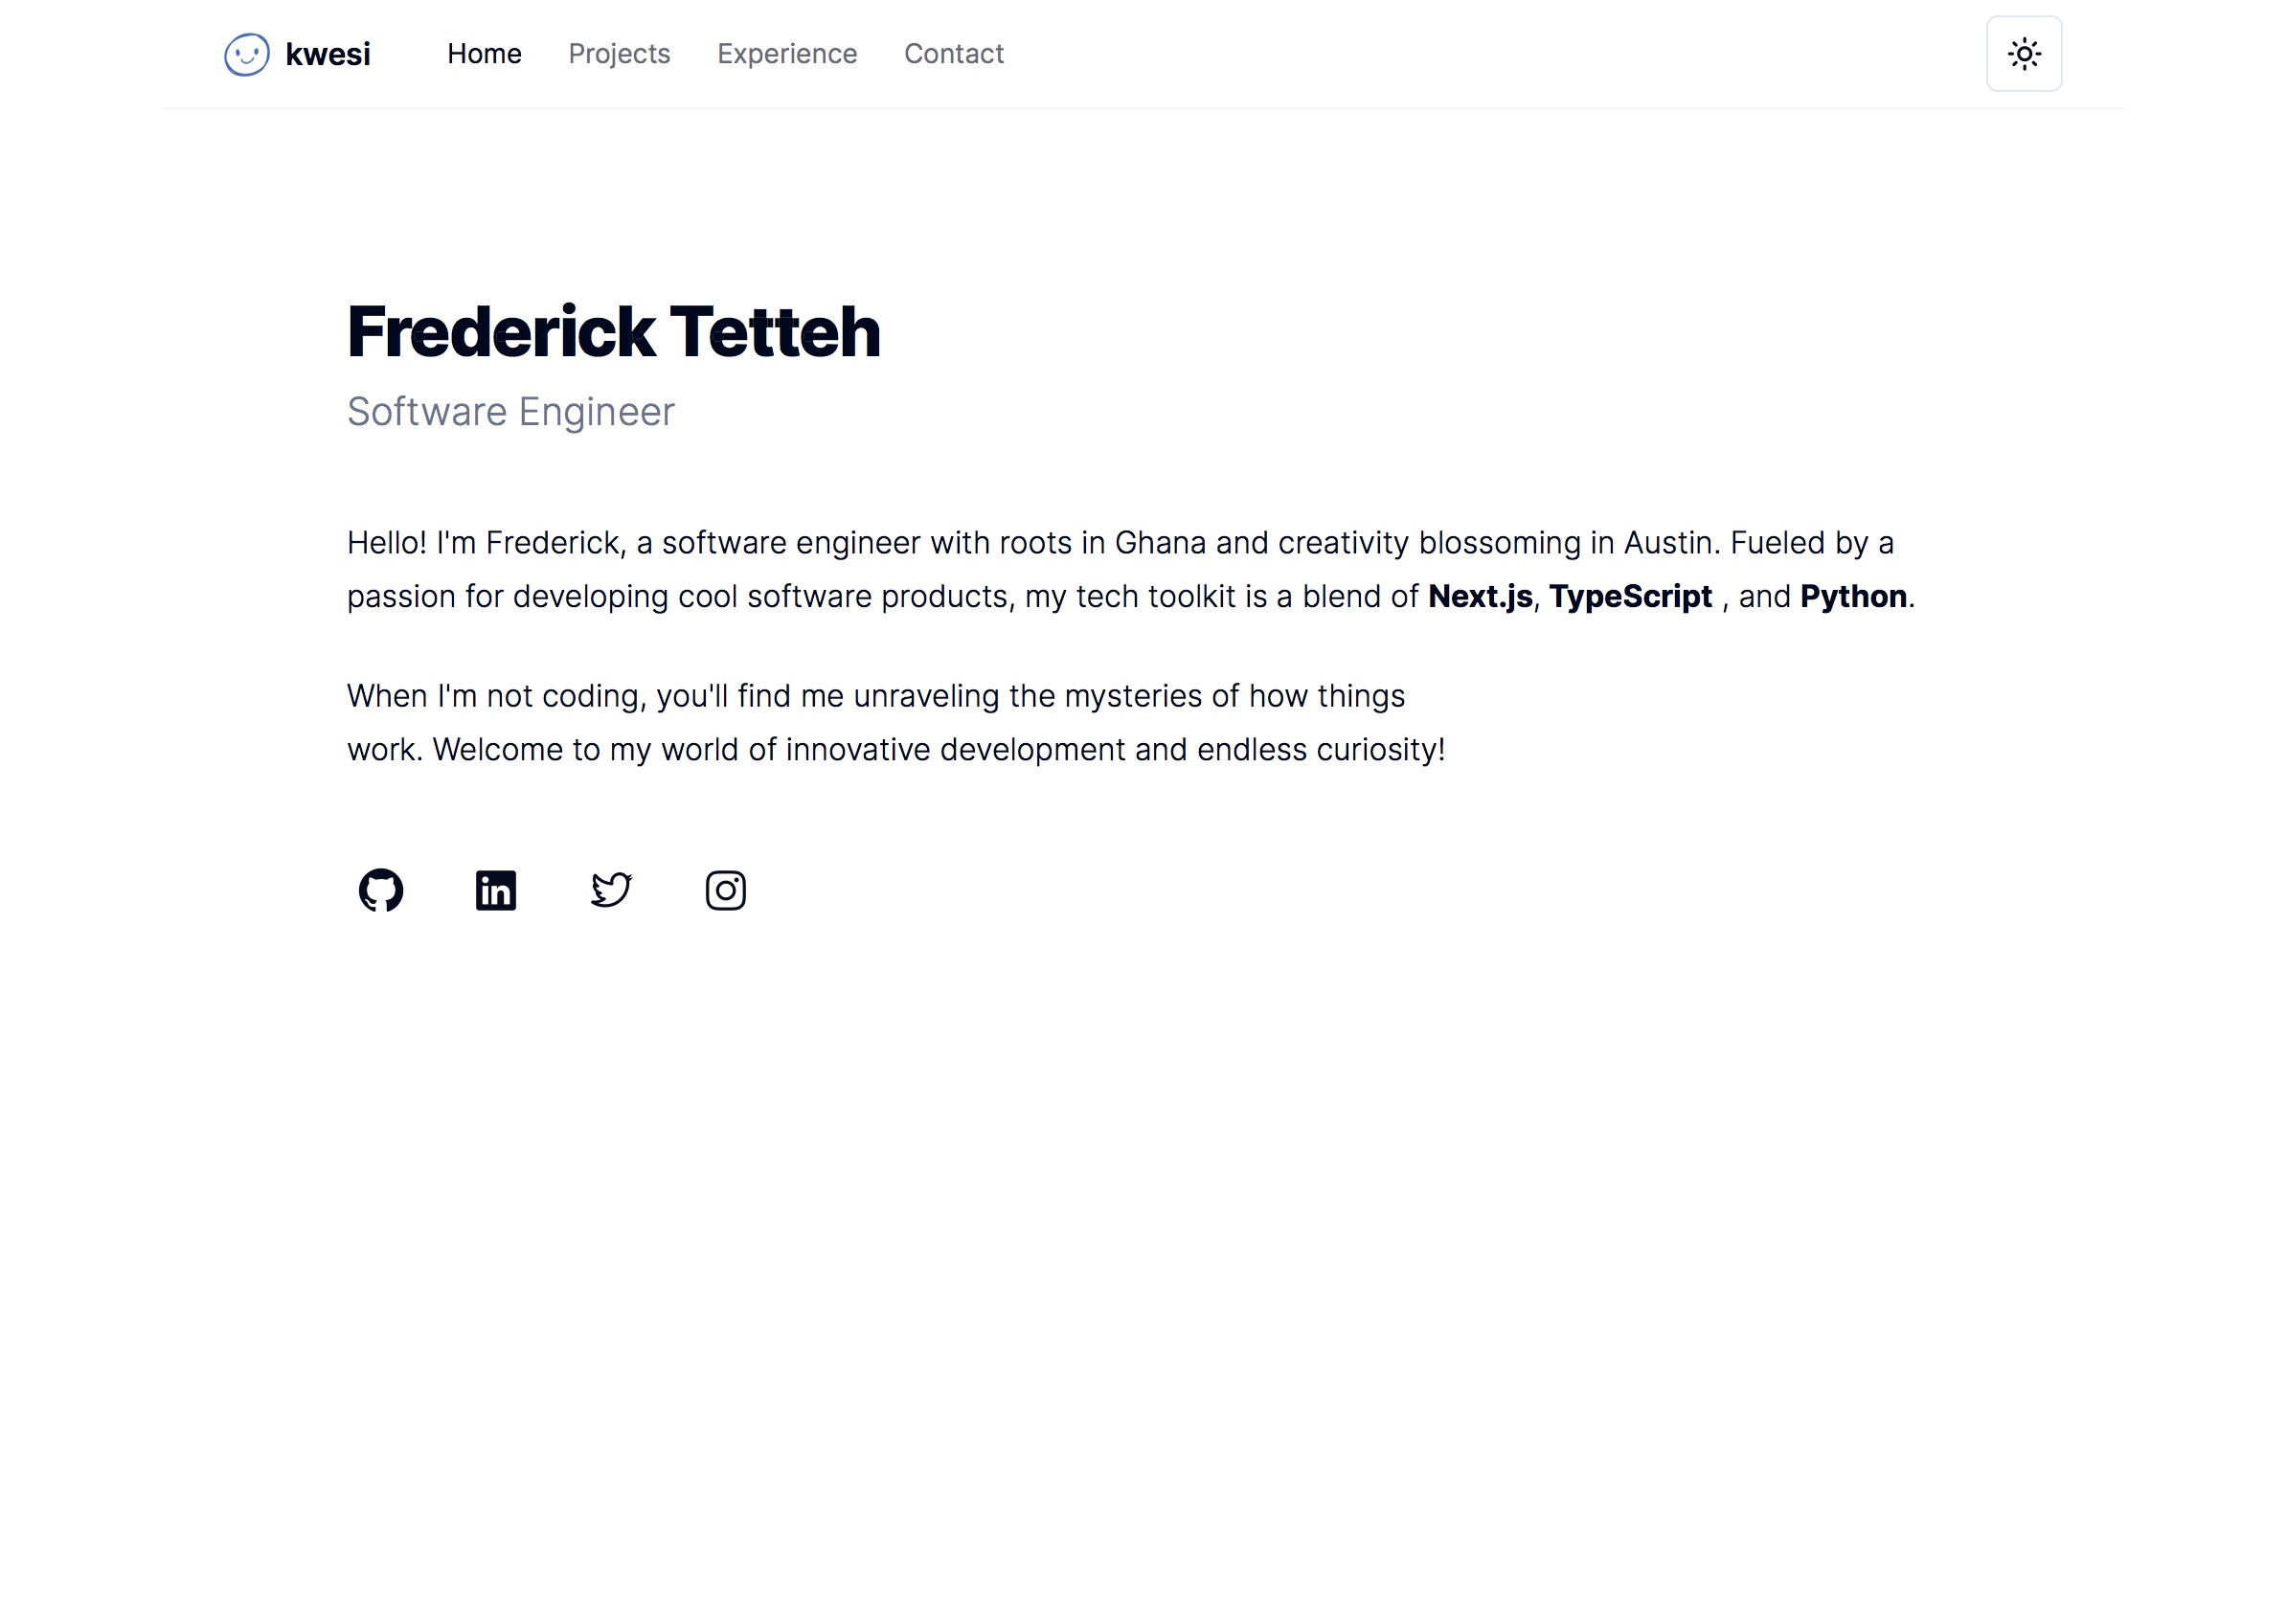 kwesi Home Projects Experience Contact
Frederick Tetteh
Software Engineer
Hello! I'm Frederick, a software engineer with roots in Ghana and creativity blossoming in Austin. Fueled by a
passion for developing cool software products, my tech toolkit is a blend of Next.js, TypeScript , and Python.
When I'm not coding, you'll find me unraveling the mysteries of how things
work. Welcome to my world of innovative development and endless curiosity!
in